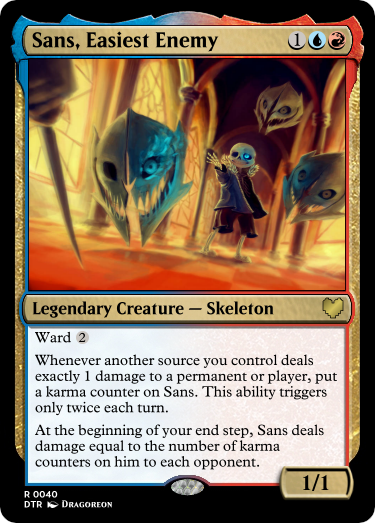 Sans, Easiest Enemy 1
Legendary Creature — Skeleton
Ward 2
Whenever another source you control deals
exactly 1 damage to a permanent or player, put
a karma counter on Sans. This ability triggers
only twice each turn.
At the beginning of your end step, Sans deals
damage equal to the number of karma
counters on him to each opponent.
1/1
R 0040
DTR Dragoreon